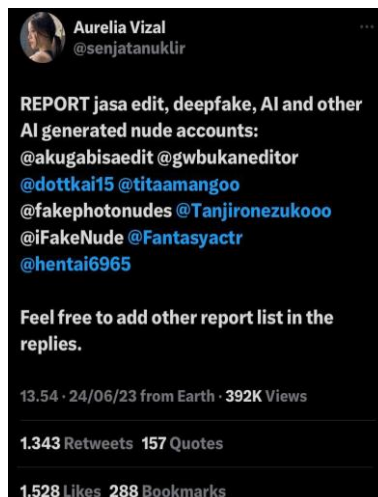 Aurelia Vizal
@senjatanuklir
REPORT jasa edit, deepfake, AI and other
AI generated nude accounts:
@akugabisaedit @gwbukaneditor
@dottkai15 @titaamangoo
@fakephotonudes @Tanjironezukooo
@iFakeNude @Fantasyactr
@hentai6965
Feel free to add other report list in the
replies.
13.54 · 24/06/23 from Earth · 392K Views
1.343 Retweets 157 Quotes
1.528 Likes 288 Bookmarks